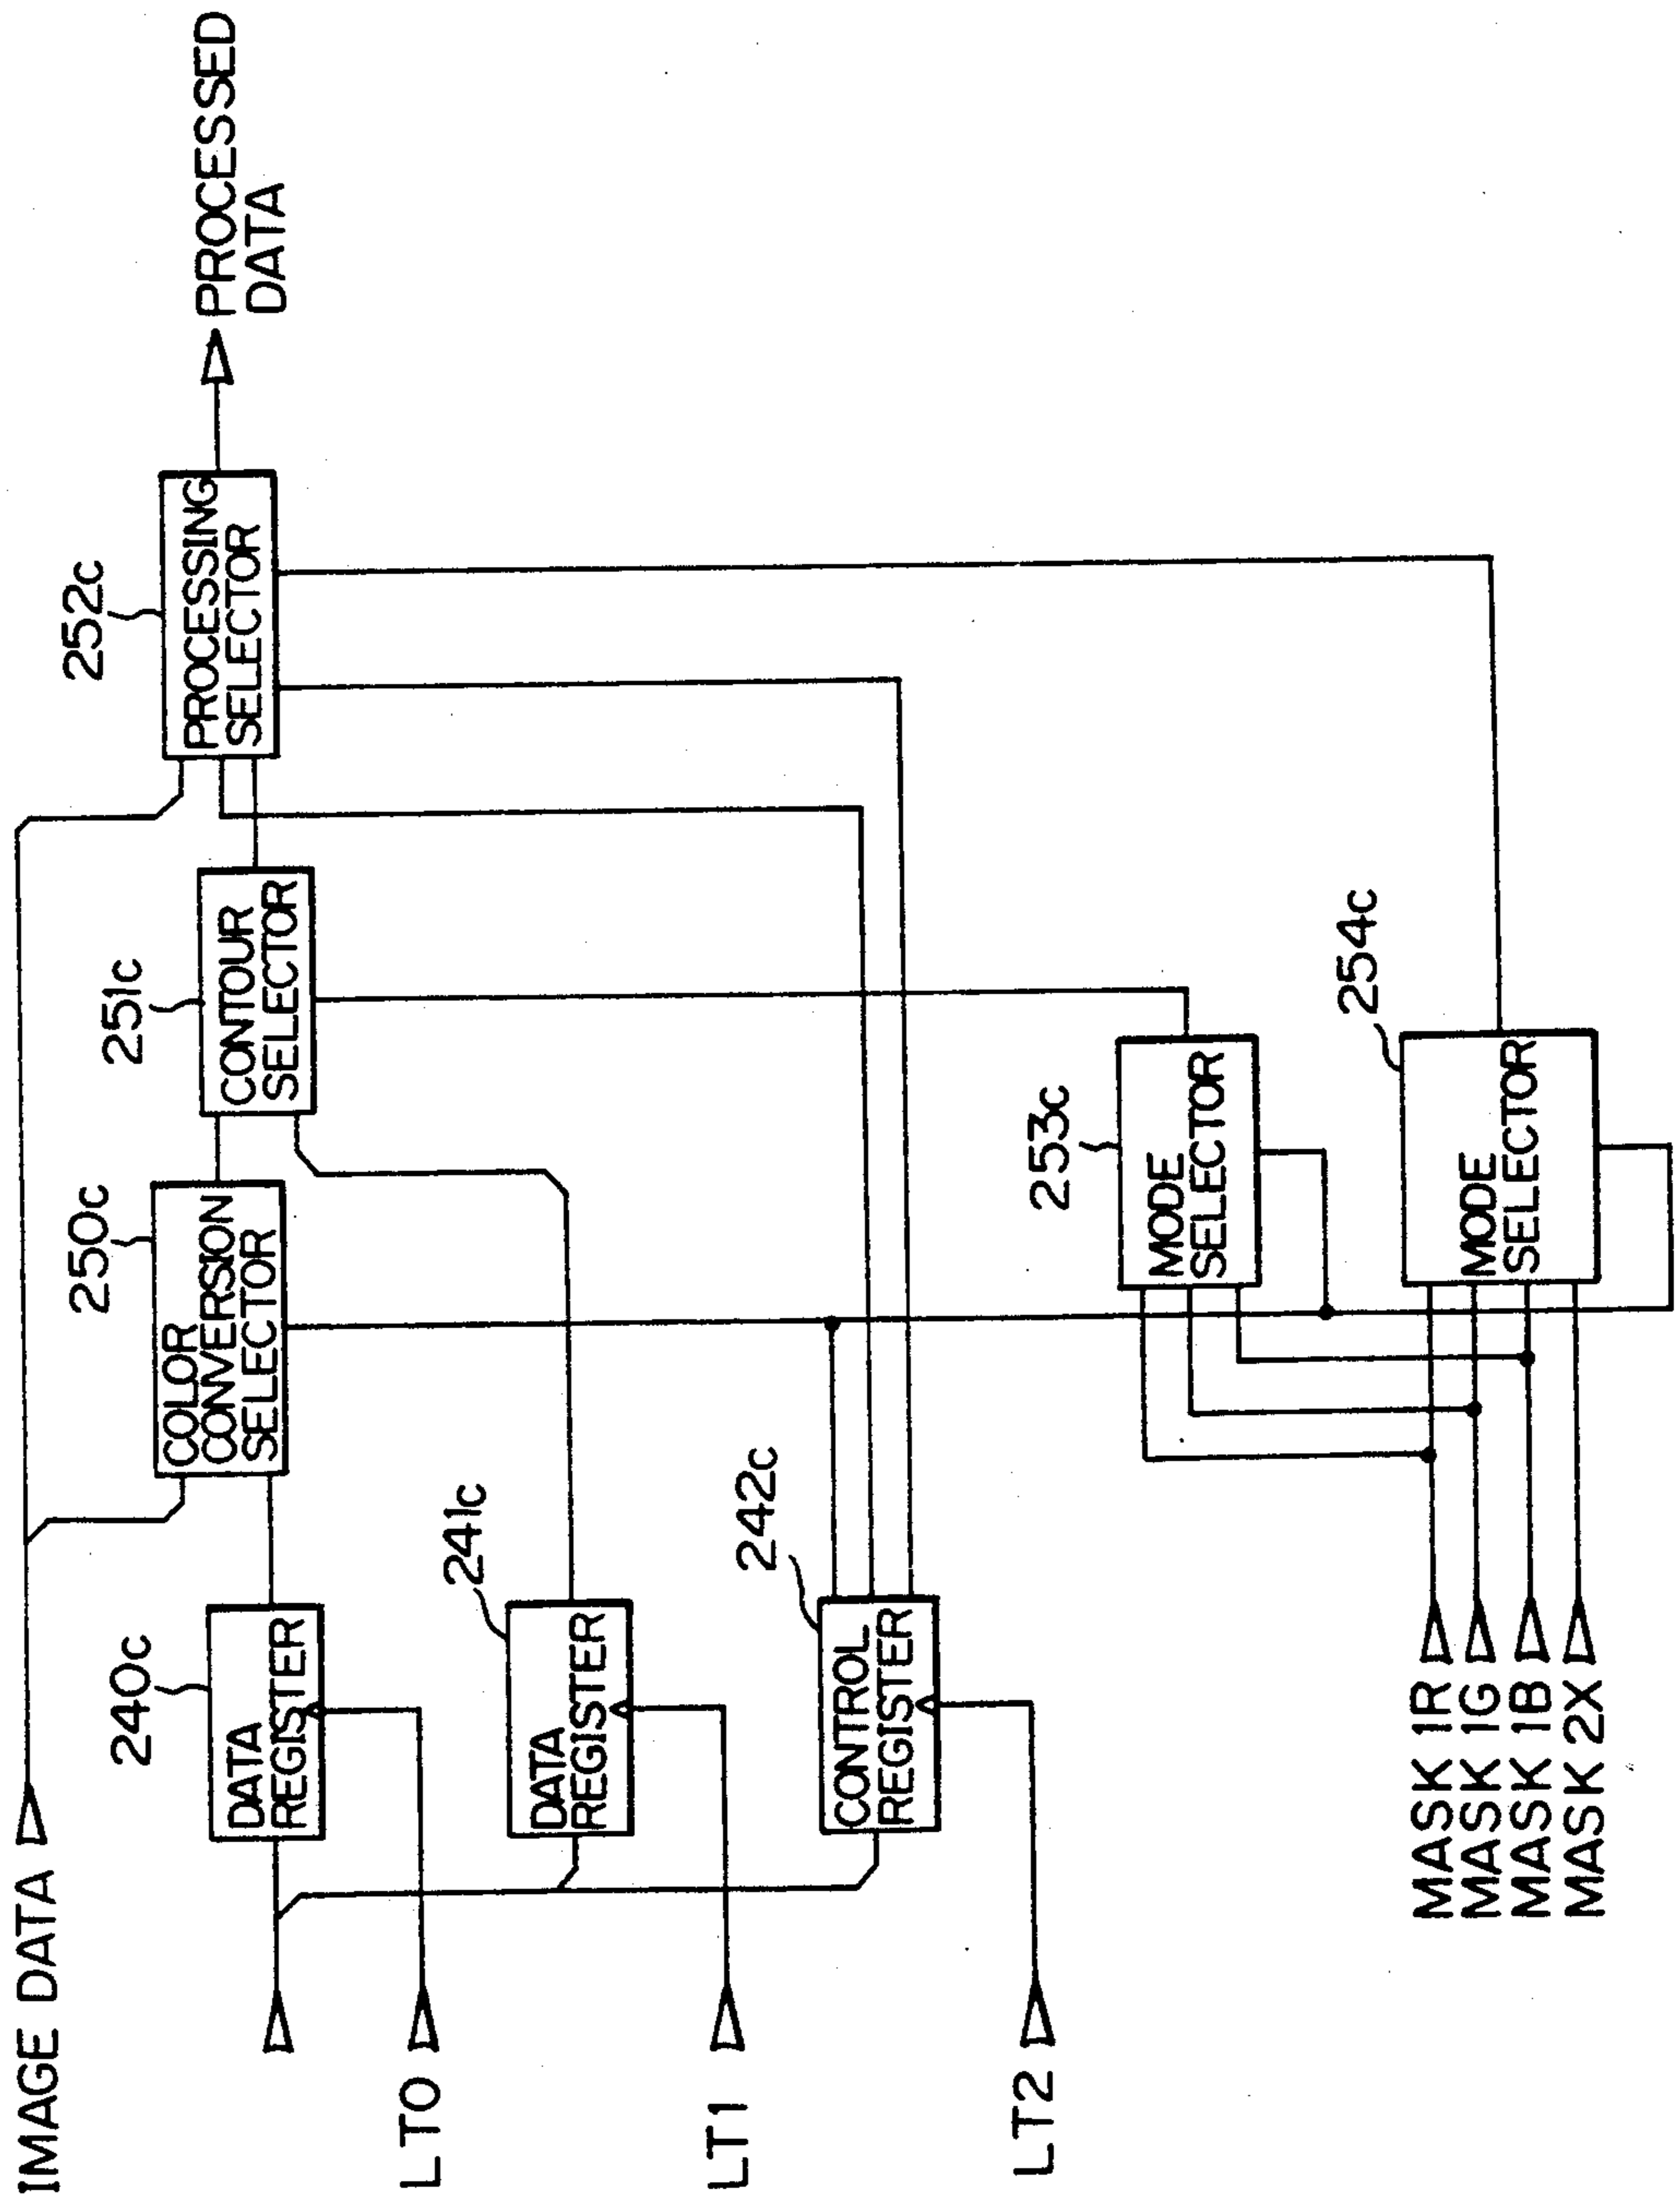 IMAGE DATA
PROCESSED
DATA
252c
PROCESSING
SELECTOR
251c
CONTOUR
SELECTOR
250c
COLOR
CONVERSION
SELECTOR
240c
DATA
REGISTER
LT0
241c
DATA
REGISTER
LT1
242c
CONTROL
REGISTER
LT2
253c
MODE
SELECTOR
254c
MODE
SELECTOR
MASK 1R
MASK 1G
MASK 1B
MASK 2X